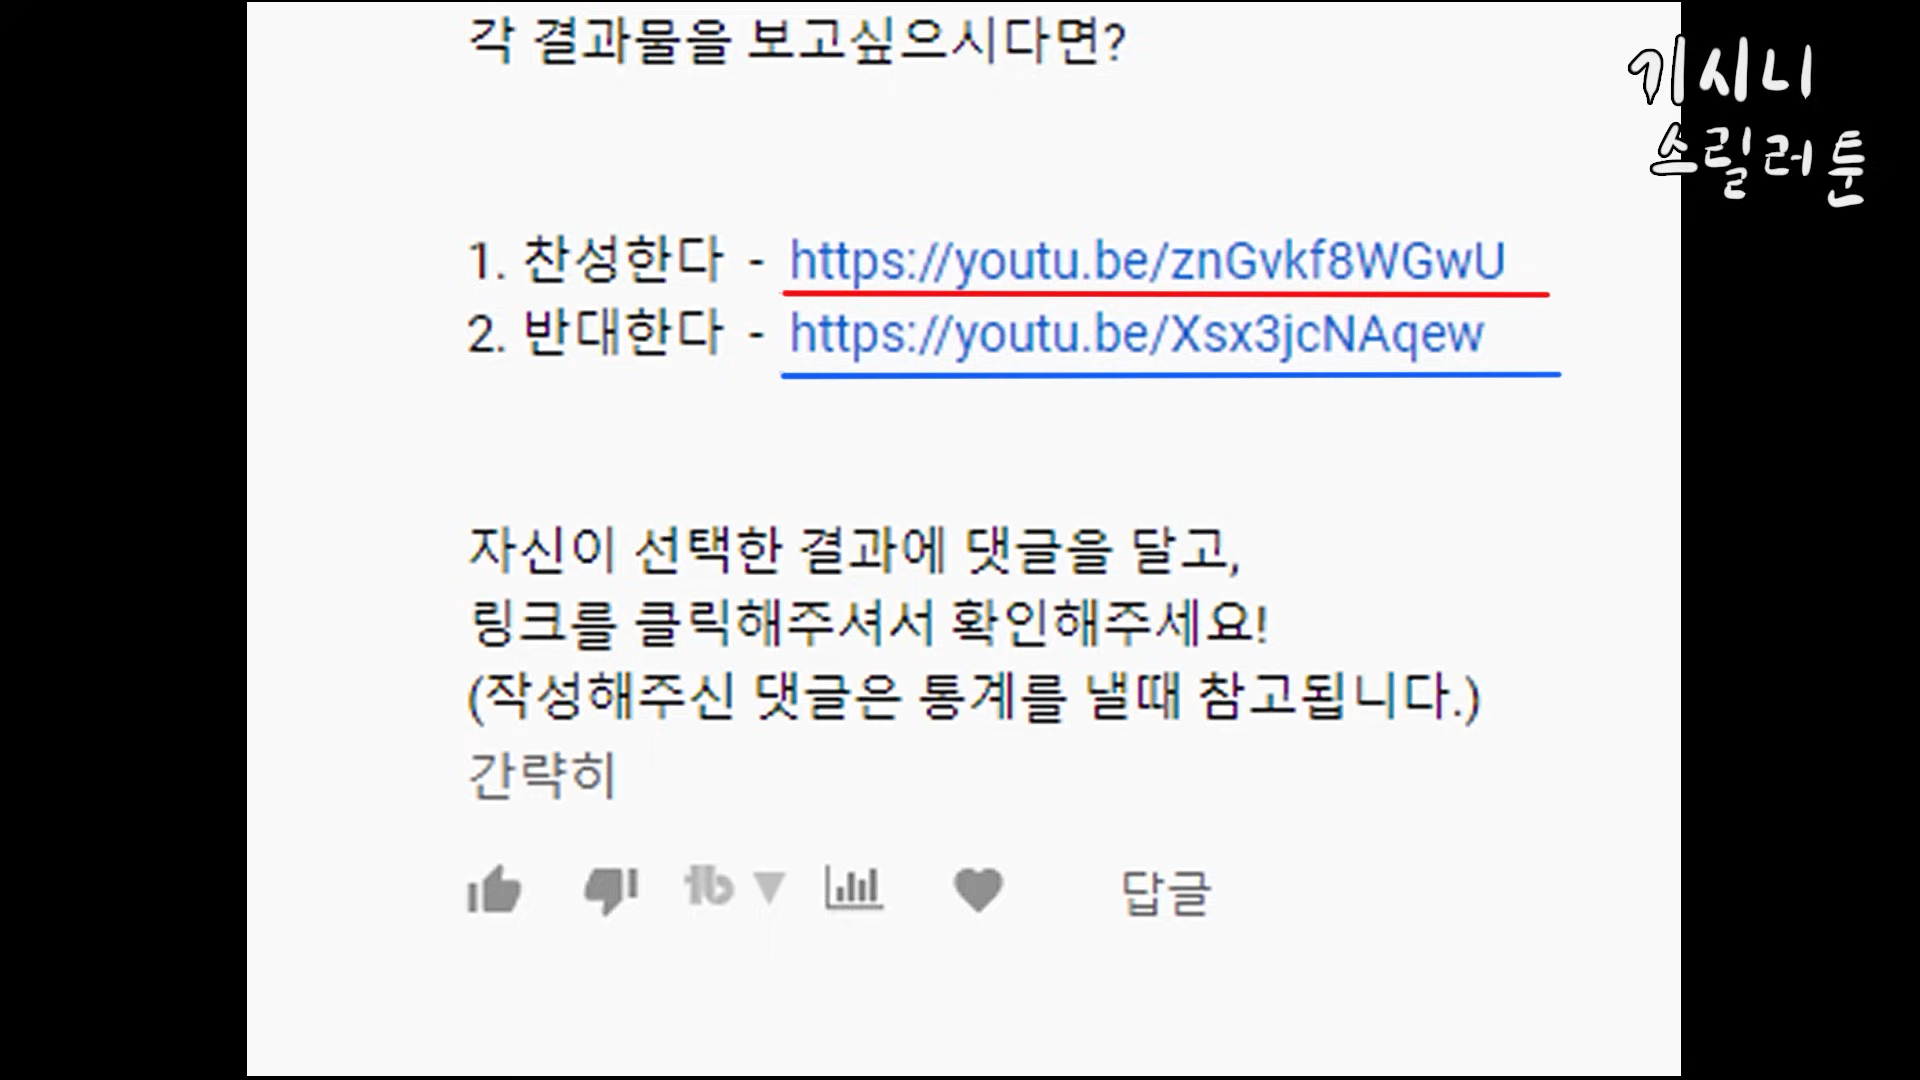 각 결과물을 보고싶으시다면?
기시니
스릴러툰
1. 찬성한다 - https://youtu.be/znGvkf8WGwU
2. 반대한다 - https://youtu.be/Xsx3jcNAqew
자신이 선택한 결과에 댓글을 달고,
링크를 클릭해주셔서 확인해주세요!
(작성해주신 댓글은 통계를 낼때 참고됩니다.)
간략히
tb
답글